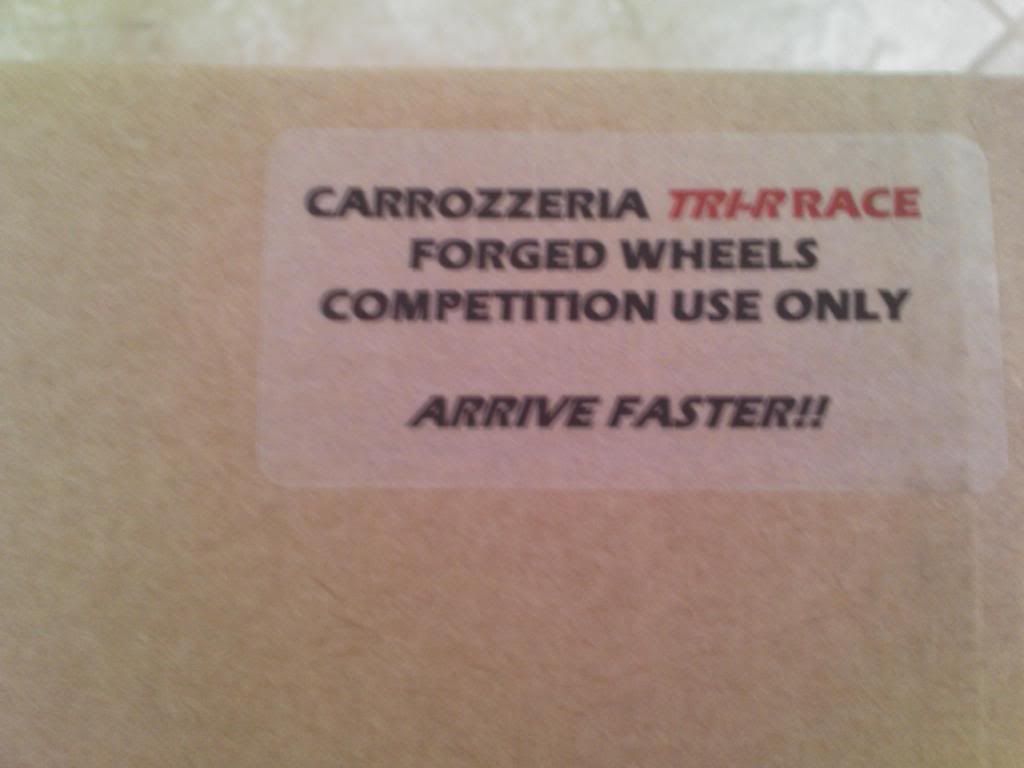 CARROZZERIA TRI-R RACE
FORGED WHEELS
COMPETITION USE ONLY
ARRIVE FASTER!!